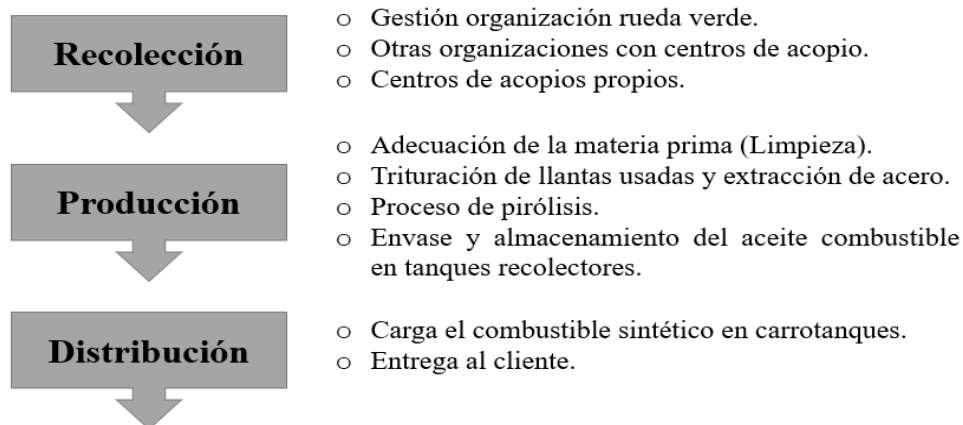 Recolección
o Gestión organización rueda verde.
o Otras organizaciones con centros de acopio.
o Centros de acopios propios.
Producción
o Adecuación de la materia prima (Limpieza).
o Trituración de llantas usadas y extracción de acero.
o Proceso de pirólisis.
o Envase y almacenamiento del aceite combustible
en tanques recolectores.
Distribución
o Carga el combustible sintético en carrotanques.
o Entrega al cliente.